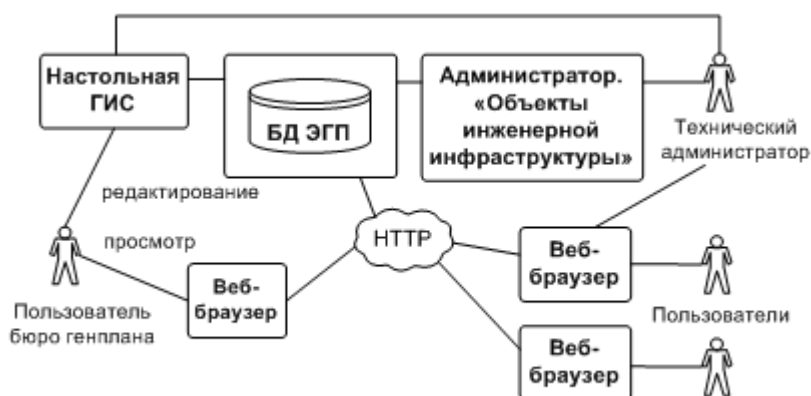 Настольная
ГИС
БД ЭГП
Администратор.
«Объекты
инженерной
инфраструктуры»
Технический
администратор
редактирование
просмотр
HTTP
Веб-
браузер
Пользователь
бюро генплана
Веб-
браузер
Пользователи
Веб-
браузер